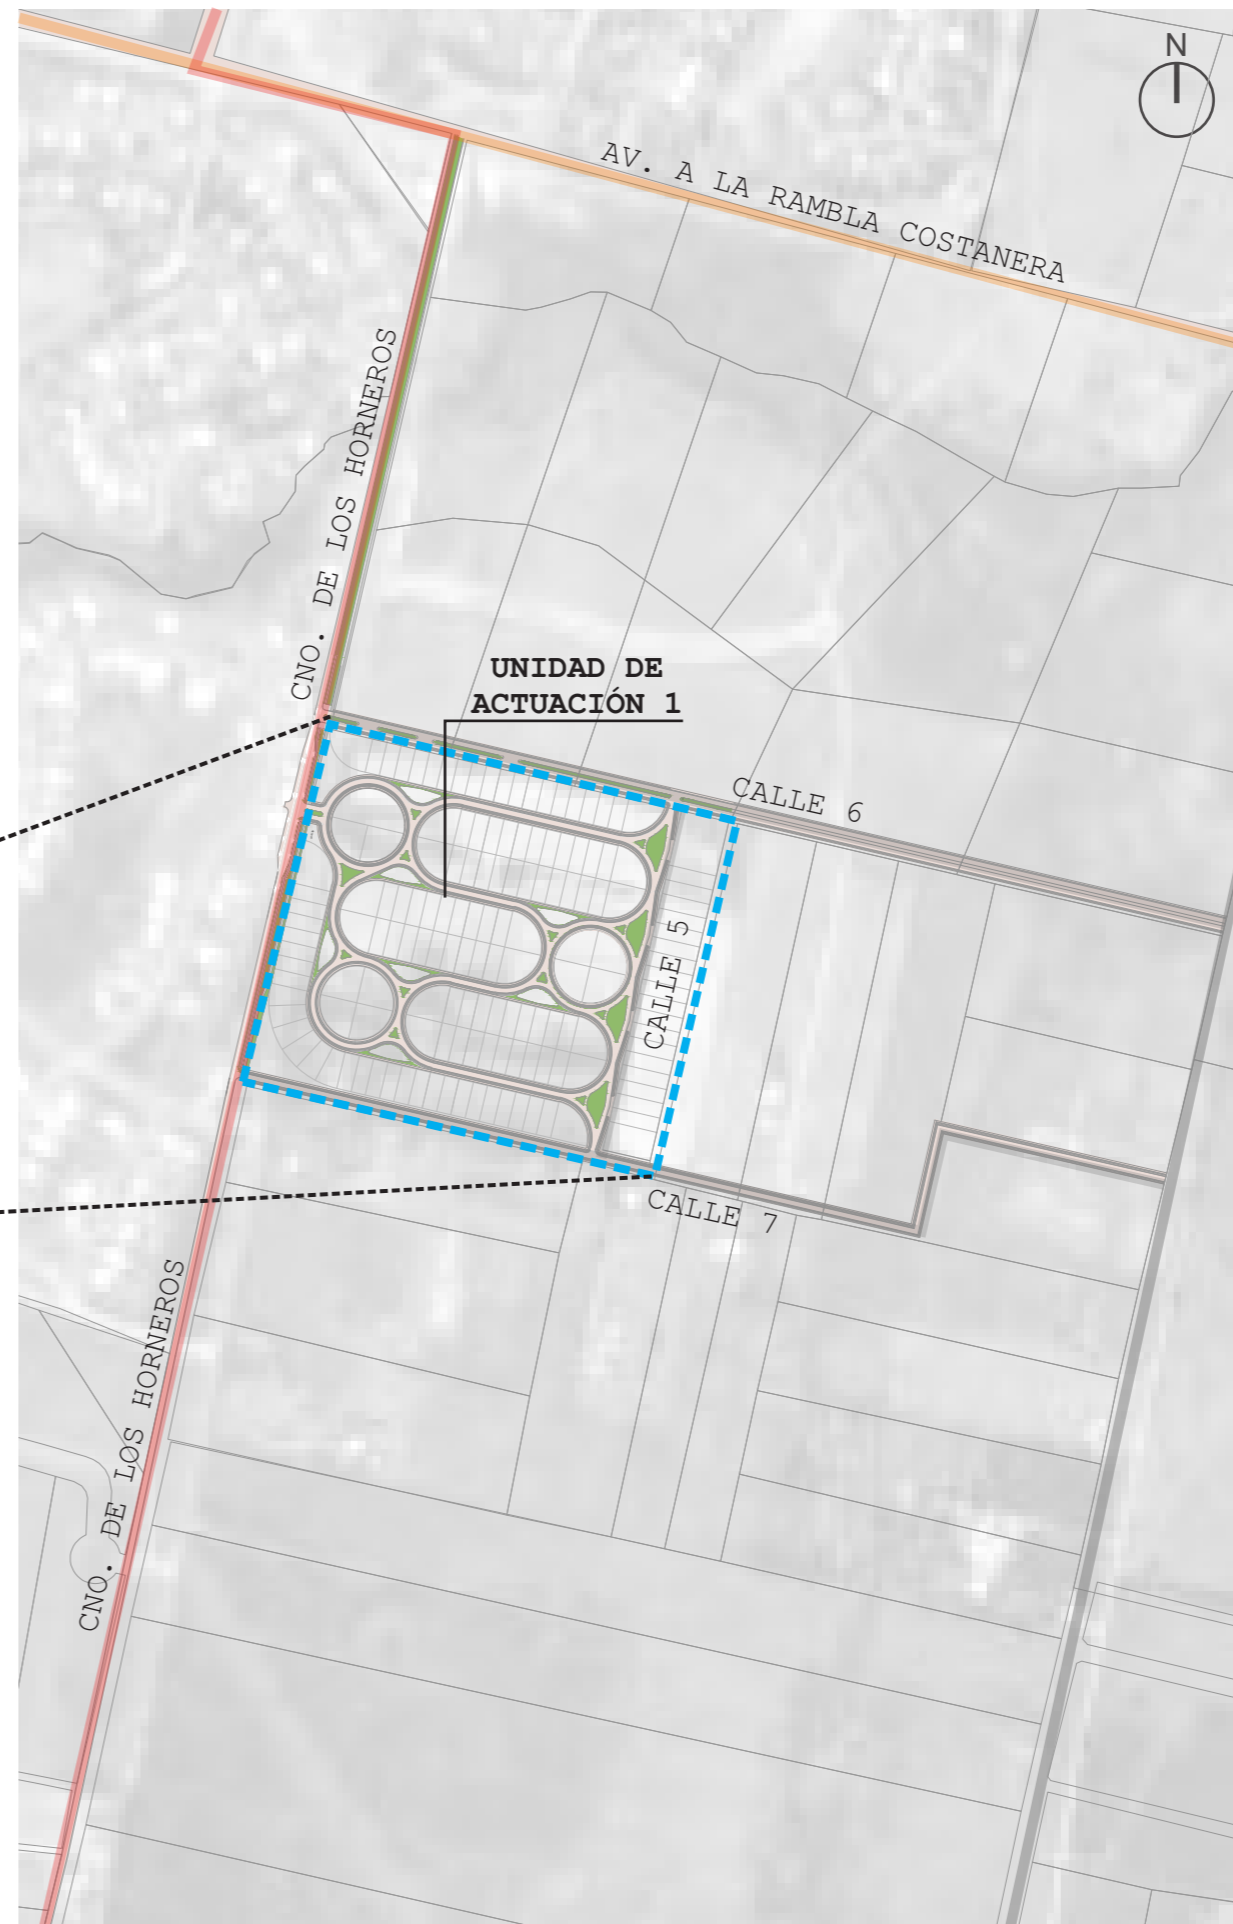 N
AV. A LA RAMBLA COSTANERA
CNO. DE LOS HORNEROS
UNIDAD DE
ACTUACIÓN 1
CALLE 6
CALLE 5
CALLE 7
CNO. DE LOS HORNEROS